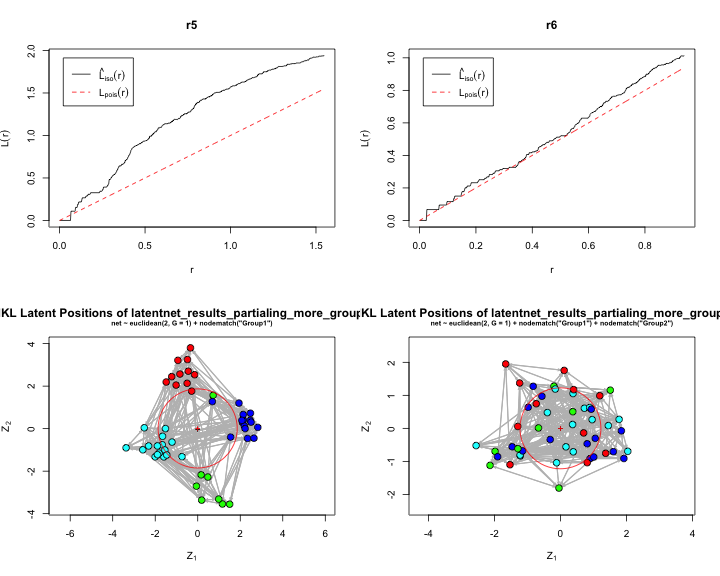 r5
r6
L(r)
2.0
1.5
1.0
0.5
0.0
L̂iso(r)
Lpois(r)
0.0
0.5
1.0
1.5
r
L(r)
1.0
0.8
0.6
0.4
0.2
0.0
L̂iso(r)
Lpois(r)
0.0
0.2
0.4
0.6
0.8
r
KL Latent Positions of latentnet_results_partialing_more_group
net ~ euclidean(2, G = 1) + nodematch("Group1")
KL Latent Positions of latentnet_results_partialing_more_group
net ~ euclidean(2, G = 1) + nodematch("Group1") + nodematch("Group2")
Z2
4
2
0
-2
-4
-6
-4
-2
0
2
4
6
Z1
Z2
2
1
0
-1
-2
-4
-2
0
2
4
Z1